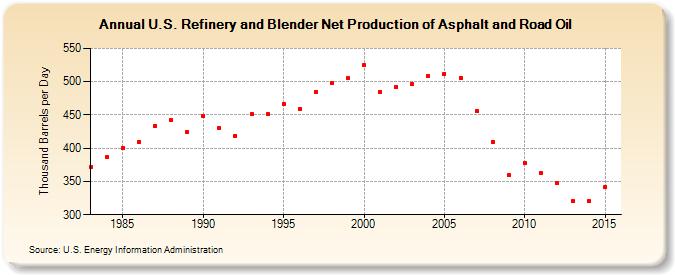 Annual U.S. Refinery and Blender Net Production of Asphalt and Road Oil
Thousand Barrels per Day
550
500
450
400
350
300
1985 1990 1995 2000 2005 2010 2015
Source: U.S. Energy Information Administration